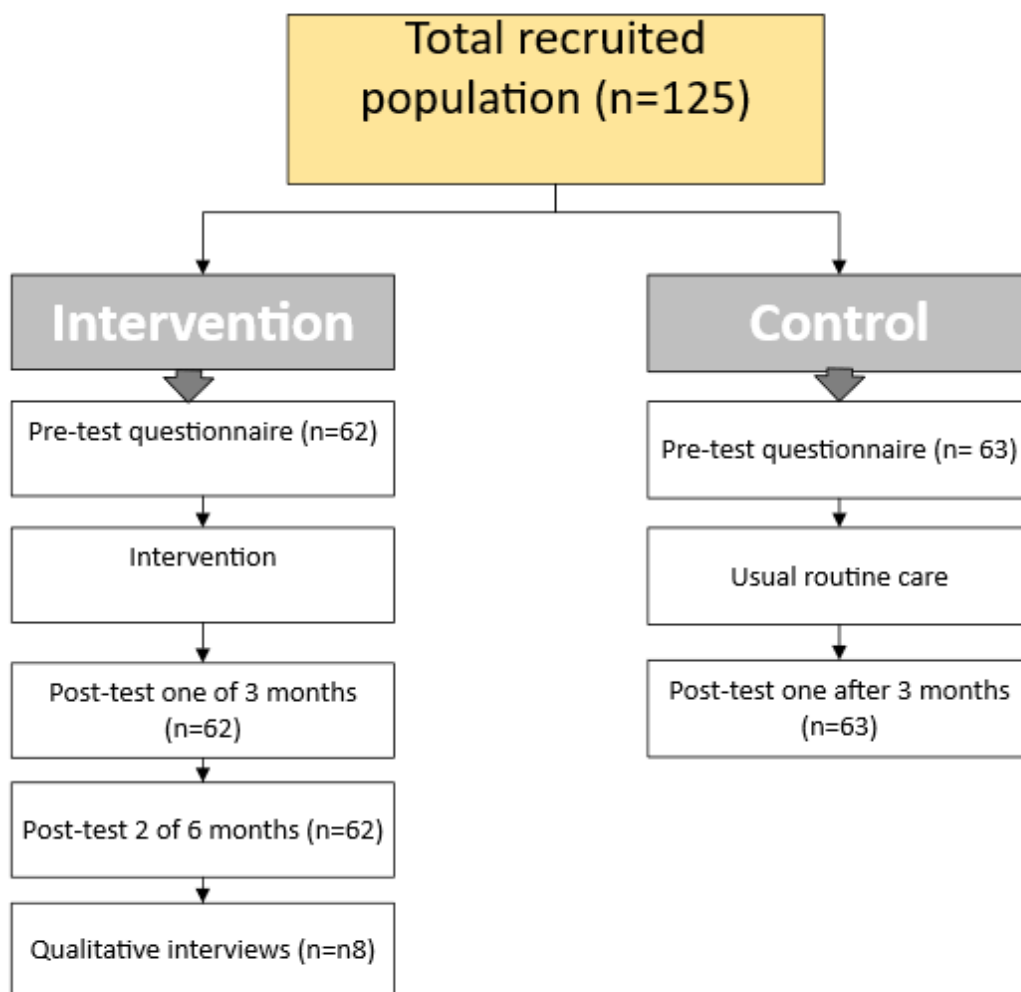 Total recruited
population (n=125)
Intervention
Control
Pre-test questionnaire (n=62)
Pre-test questionnaire (n= 63)
Intervention
Usual routine care
Post-test one of 3 months
(n=62)
Post-test one after 3 months
(n=63)
Post-test 2 of 6 months (n=62)
Qualitative interviews (n=n8)